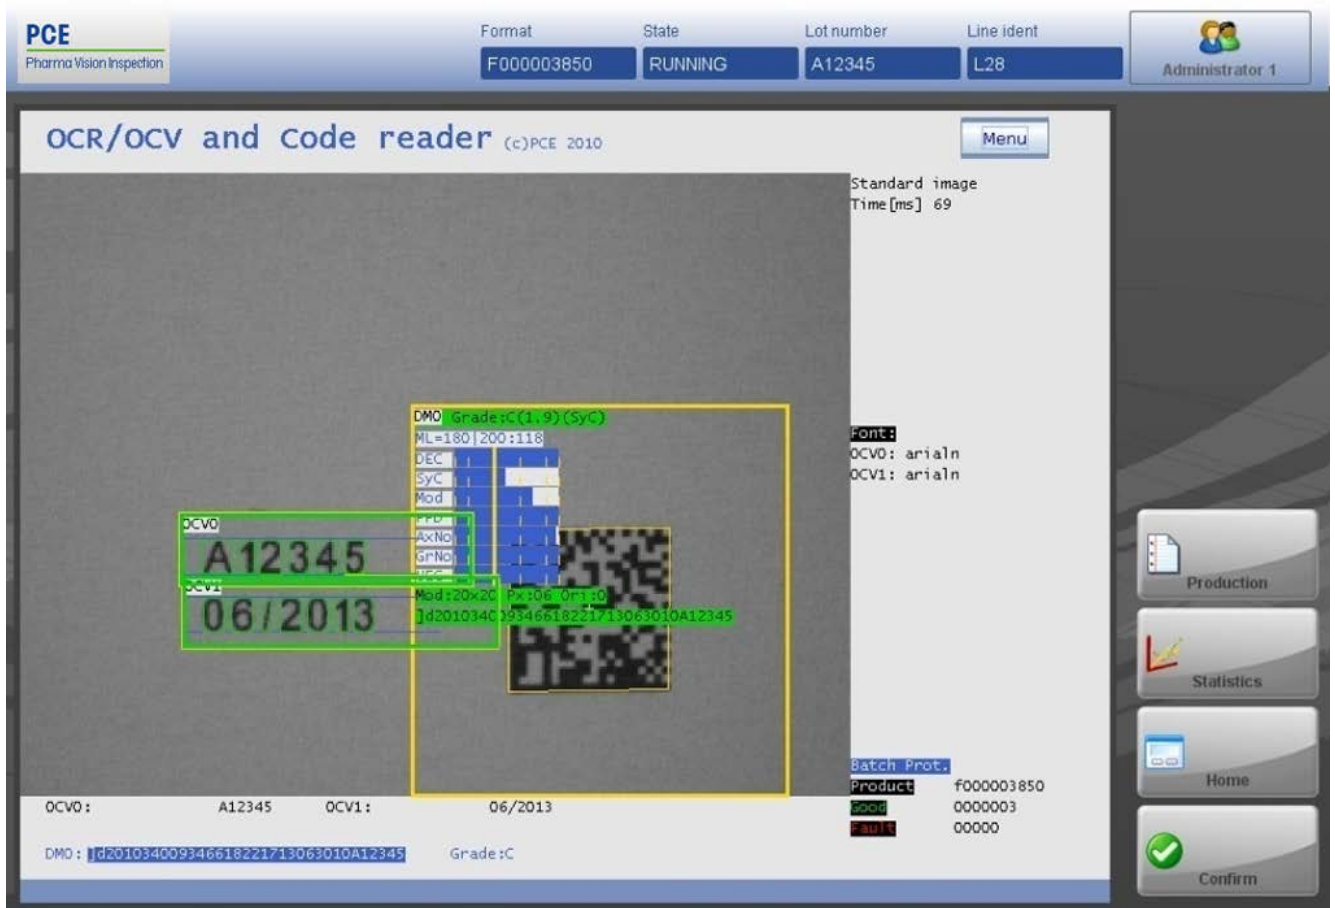 PCE
Pharma Vision Inspection
Format
State
Lot number
Line ident
F000003850
RUNNING
A12345
L28
Administrator 1
OCR/OCV and Code reader (c)PCE 2010
Menu
Standard image
Time[ms] 69
DMO Grade:C(1.9)(SyC)
ML=180|200:118
DEC
SyC
Mod
AxNo
GrNo
Font:
OCV0: arialn
OCV1: arialn
OCV0
A12345
OCV1
06/2013
Mod:20x20 Px:06 Ori:0
]d201034009346618221713063010A12345
Production
Statistics
Home
Confirm
Batch Prot.
Product f000003850
Good 0000003
Fault 00000
OCV0: A12345 OCV1: 06/2013
DMO: ]d201034009346618221713063010A12345 Grade:C